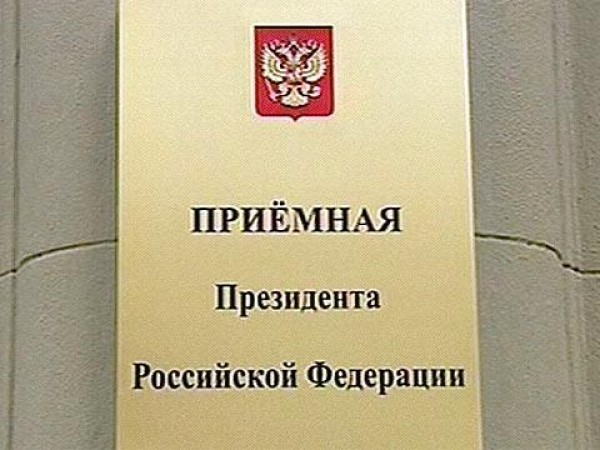 ПРИЁМНАЯ
Президента
Российской Федерации